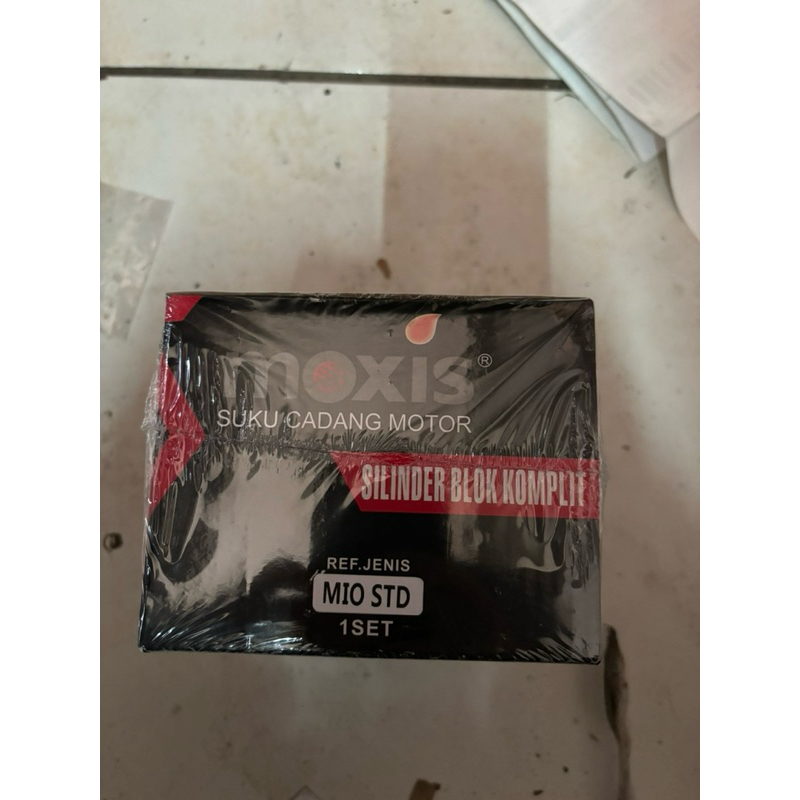 moxis®
SUKU CADANG MOTOR
SILINDER BLOK KOMPLIT
REF.JENIS
MIO STD
1SET